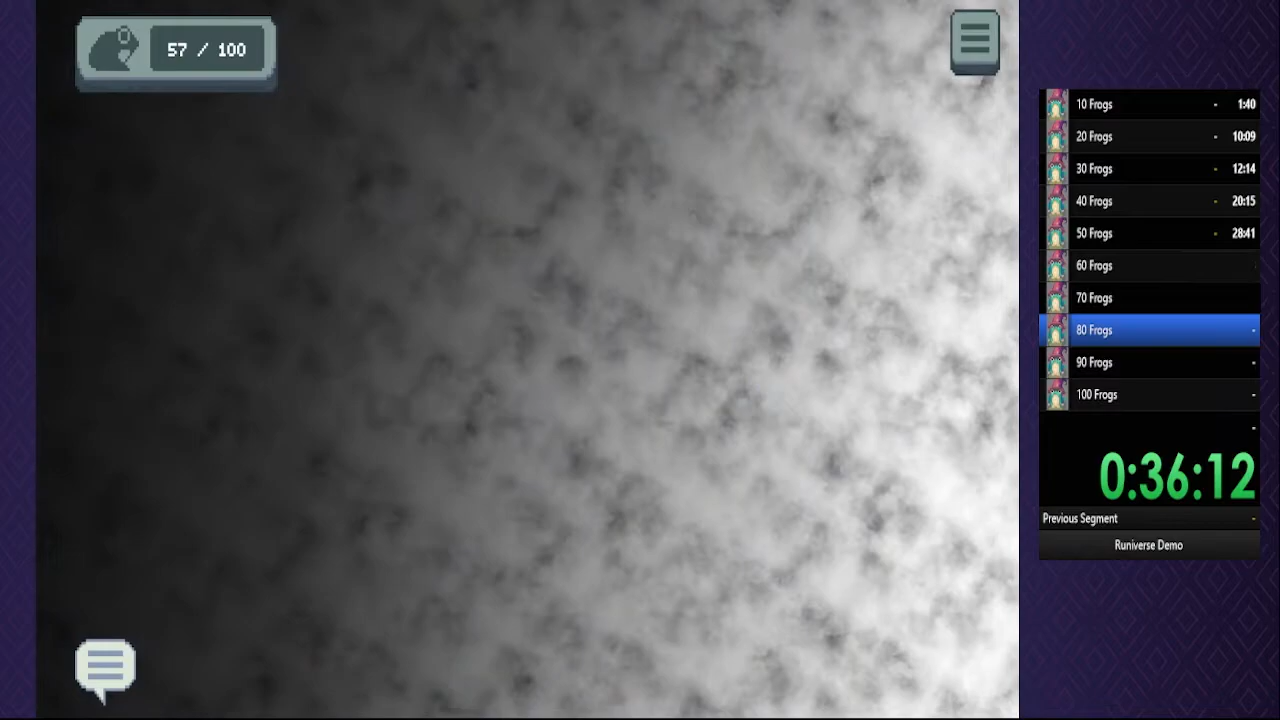 57 / 100
10 Frogs - 1:40
20 Frogs - 10:09
30 Frogs - 12:14
40 Frogs - 20:15
50 Frogs - 28:41
60 Frogs
70 Frogs
80 Frogs -
90 Frogs -
100 Frogs -
-
0:36:12
Previous Segment -
Runiverse Demo